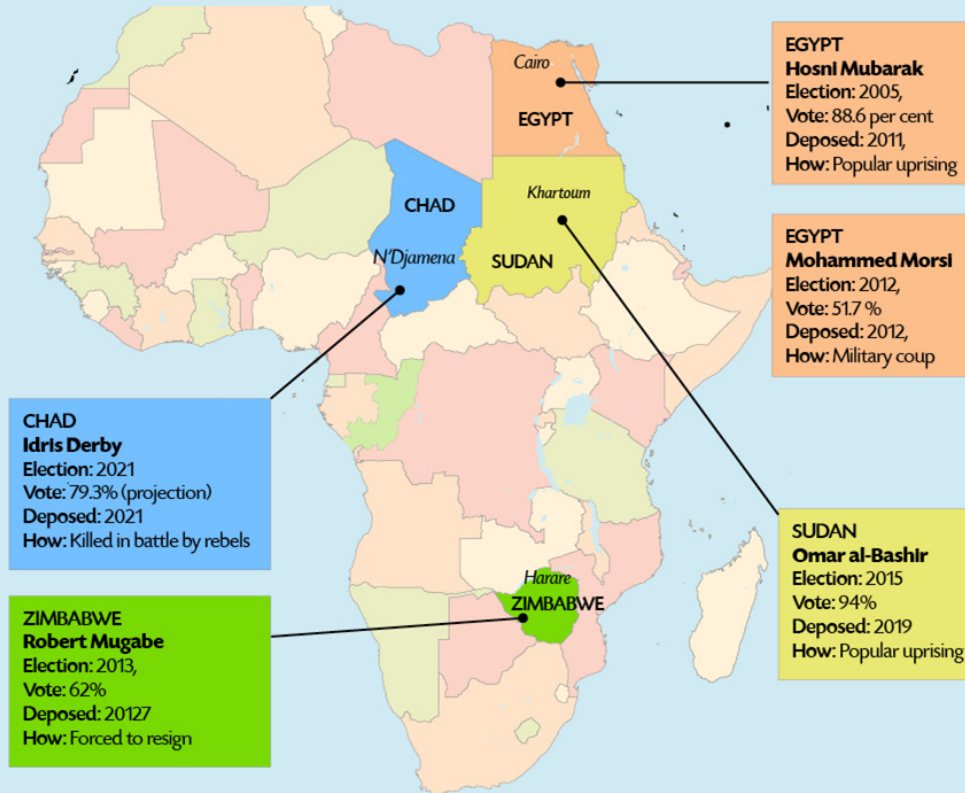 Cairo
EGYPT
CHAD
Khartoum
N'Djamena
SUDAN
Harare
ZIMBABWE
EGYPT
Hosni Mubarak
Election: 2005,
Vote: 88.6 per cent
Deposed: 2011,
How: Popular uprising
EGYPT
Mohammed Morsi
Election: 2012,
Vote: 51.7 %
Deposed: 2012,
How: Military coup
CHAD
Idris Derby
Election: 2021
Vote: 79.3% (projection)
Deposed: 2021
How: Killed in battle by rebels
SUDAN
Omar al-Bashir
Election: 2015
Vote: 94%
Deposed: 2019
How: Popular uprising
ZIMBABWE
Robert Mugabe
Election: 2013,
Vote: 62%
Deposed: 20127
How: Forced to resign